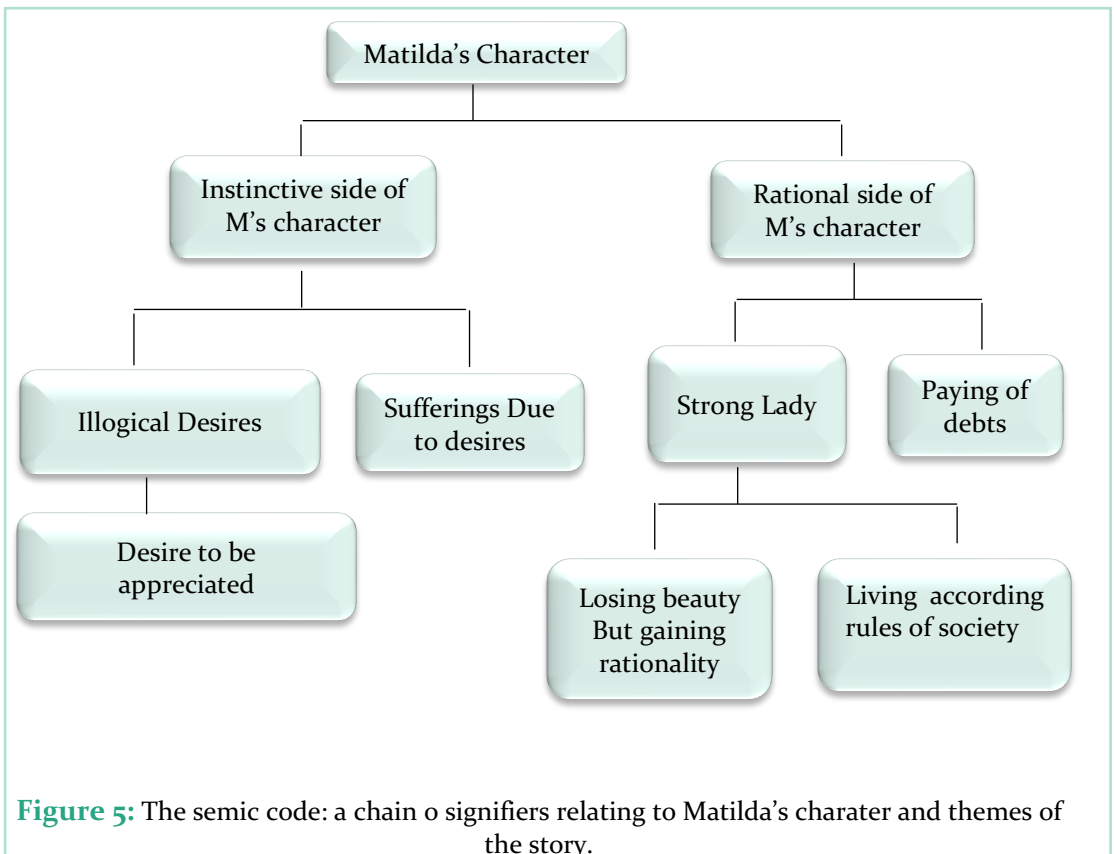 Matilda's Character
Instinctive side of
M's character
Rational side of
M's character
Illogical Desires
Sufferings Due
to desires
Strong Lady
Paying of
debts
Desire to be
appreciated
Losing beauty
But gaining
rationality
Living according
rules of society
Figure 5: The semic code: a chain o signifiers relating to Matilda's charater and themes of
the story.